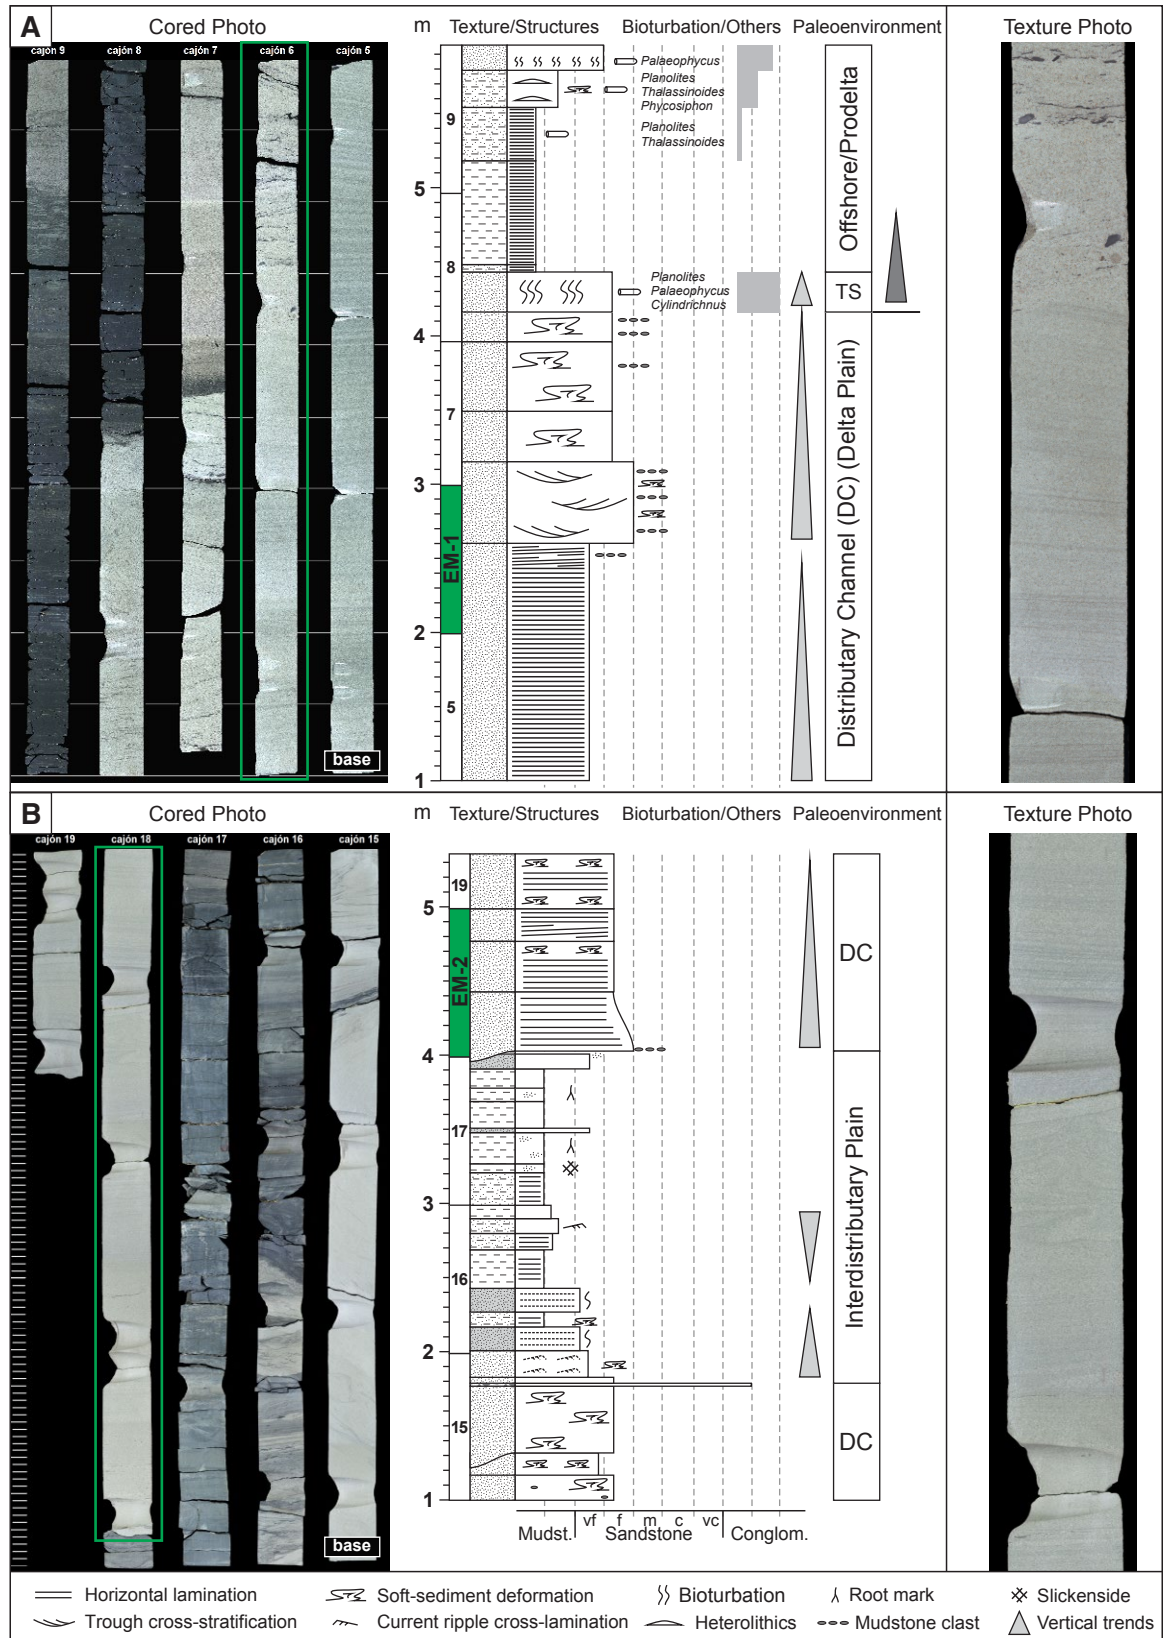 A
Cored Photo
m
Texture/Structures
Bioturbation/Others
Paleoenvironment
Texture Photo
cajón 9
cajón 8
cajón 7
cajón 6
cajón 5
base
Palaeophycus
Planolites
Thalassinoides
Phycosiphon
Planolites
Thalassinoides
9
5
8
Planolites
Palaeophycus
Cylindrichnus
4
7
3
EM-1
2
5
1
Offshore/Prodelta
TS
Distributary Channel (DC) (Delta Plain)
B
Cored Photo
m
Texture/Structures
Bioturbation/Others
Paleoenvironment
Texture Photo
cajón 19
cajón 18
cajón 17
cajón 16
cajón 15
base
19
5
EM-2
4
17
3
16
2
15
1
DC
Interdistributary Plain
DC
vf f m c vc
Mudst. Sandstone Conglom.
Horizontal lamination
Soft-sediment deformation
Bioturbation
Root mark
Slickenside
Trough cross-stratification
Current ripple cross-lamination
Heterolithics
Mudstone clast
Vertical trends